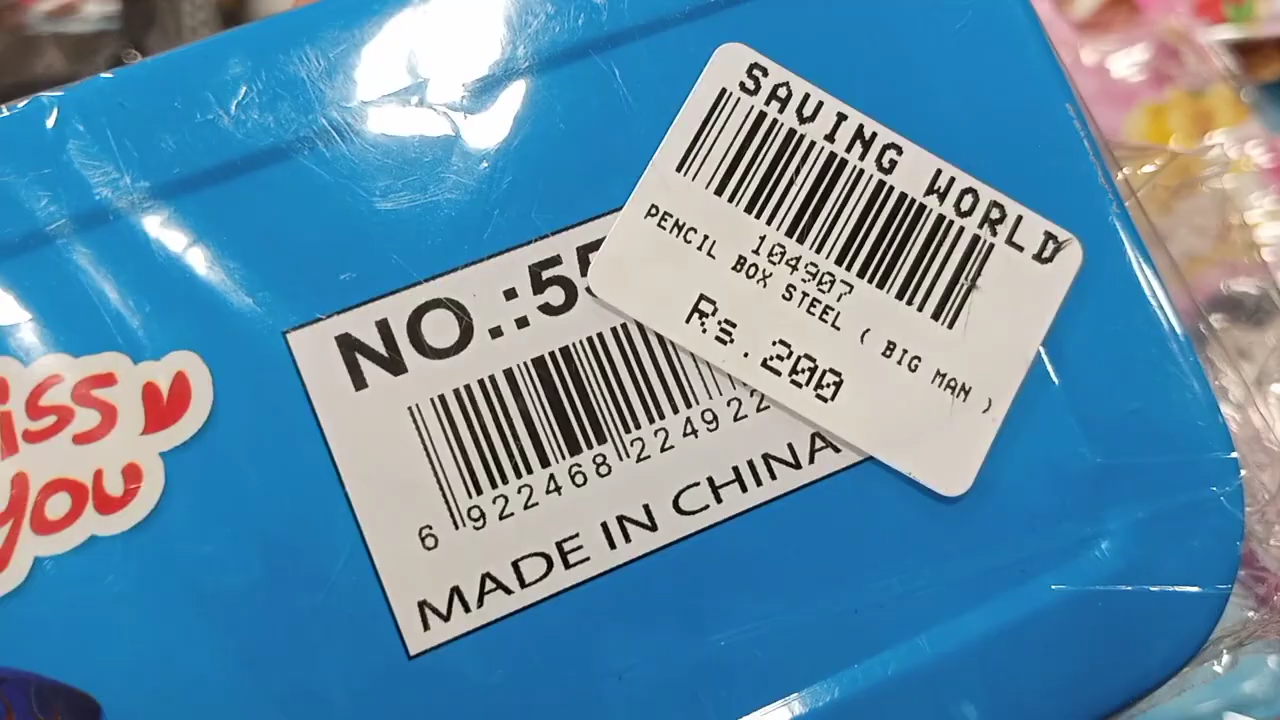 SAVING WORLD
104907
PENCIL BOX STEEL ( BIG MAN )
Rs.200
NO.:55
6 922468 224922
MADE IN CHINA
iss
you